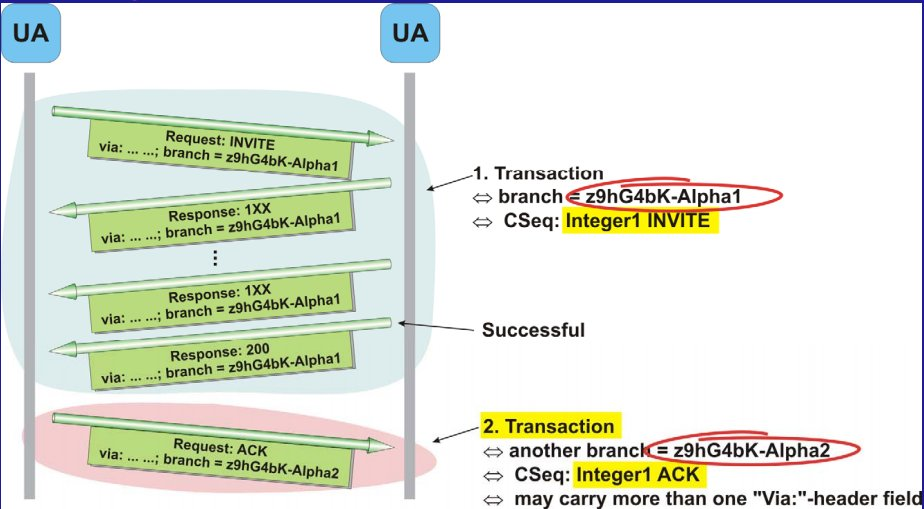 UA
UA
Request: INVITE
via: ... ...; branch = z9hG4bK-Alpha1
Response: 1XX
via: ... ...; branch = z9hG4bK-Alpha1
⋮
Response: 1XX
via: ... ...; branch = z9hG4bK-Alpha1
Response: 200
via: ... ...; branch = z9hG4bK-Alpha1
Request: ACK
via: ... ...; branch = z9hG4bK-Alpha2
1. Transaction
⇔ branch = z9hG4bK-Alpha1
⇔ CSeq: Integer1 INVITE
Successful
2. Transaction
⇔ another branch = z9hG4bK-Alpha2
⇔ CSeq: Integer1 ACK
⇔ may carry more than one "Via:"-header field